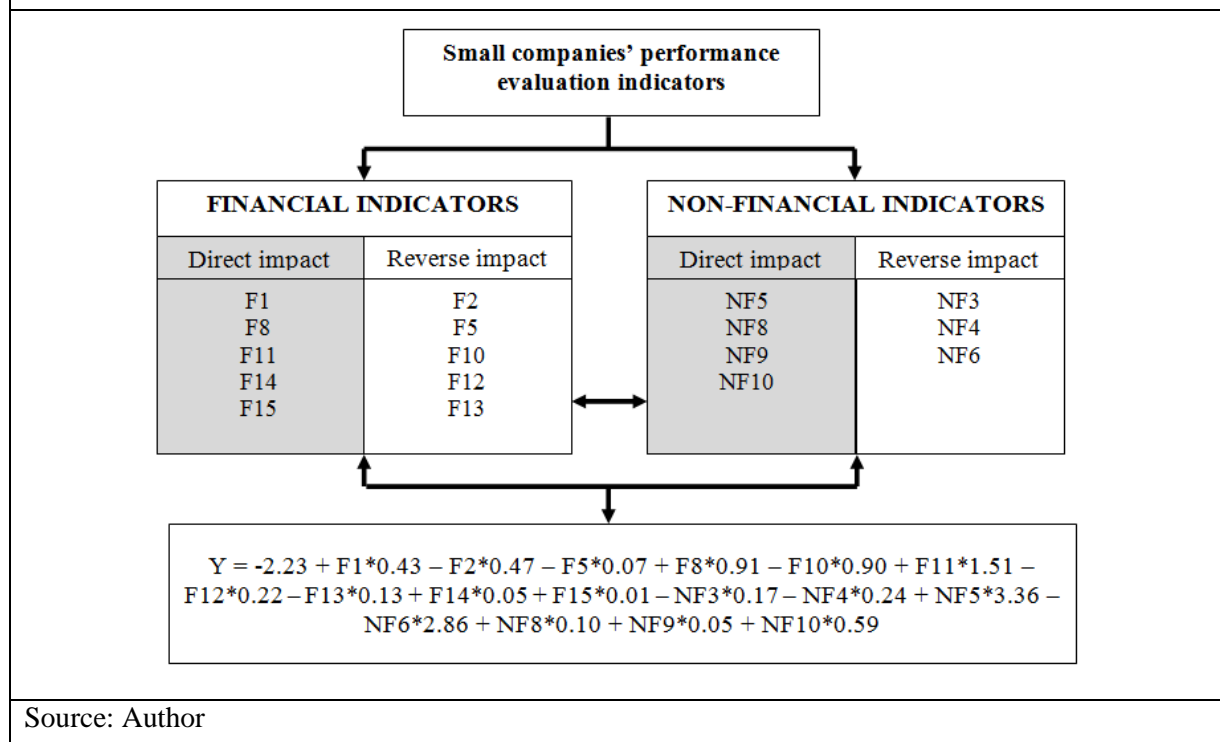 Small companies’ performance
evaluation indicators
FINANCIAL INDICATORS
Direct impact
Reverse impact
F1
F8
F11
F14
F15
F2
F5
F10
F12
F13
NON-FINANCIAL INDICATORS
Direct impact
Reverse impact
NF5
NF8
NF9
NF10
NF3
NF4
NF6
Y = -2.23 + F1*0.43 – F2*0.47 – F5*0.07 + F8*0.91 – F10*0.90 + F11*1.51 –
F12*0.22 – F13*0.13 + F14*0.05 + F15*0.01 – NF3*0.17 – NF4*0.24 + NF5*3.36 –
NF6*2.86 + NF8*0.10 + NF9*0.05 + NF10*0.59
Source: Author